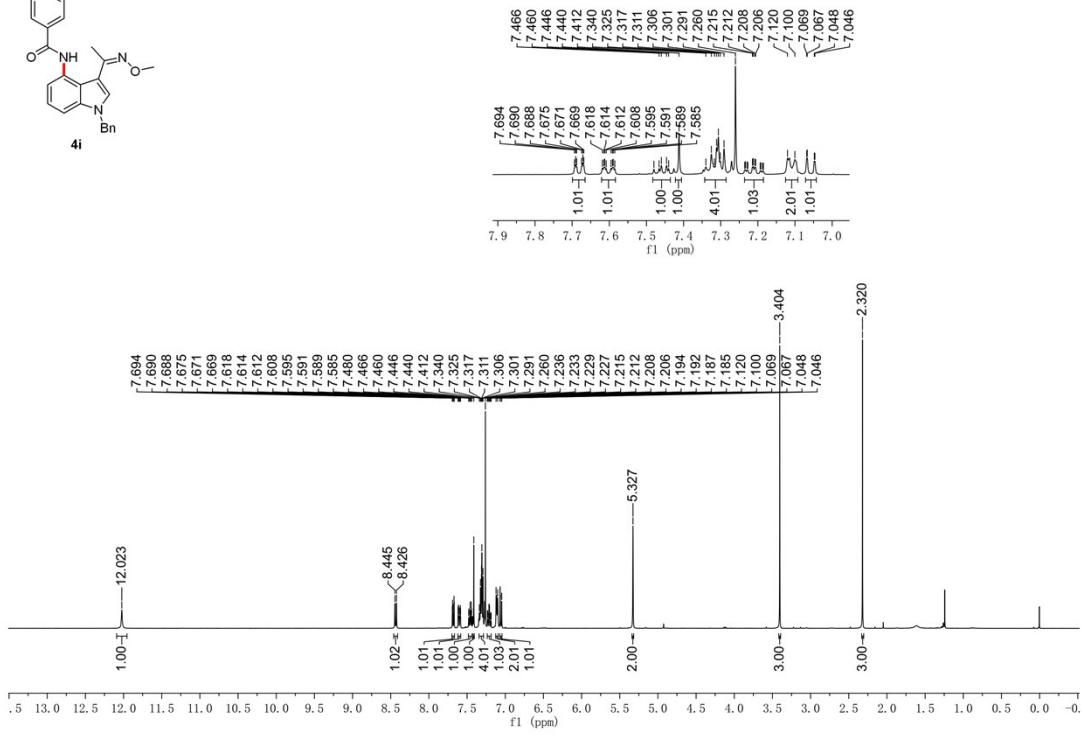 O
NH
N
O
N
Bn
4i
7.466 7.460 7.446 7.440 7.412 7.340 7.325 7.317 7.311 7.306 7.301 7.291 7.260 7.215 7.212 7.208 7.206 7.120 7.100 7.069 7.067 7.048 7.046
7.694 7.690 7.688 7.675 7.671 7.669 7.618 7.614 7.612 7.608 7.595 7.591 7.589 7.585
1.01 1.01 1.00 1.00 4.01 1.03 2.01 1.01
7.9 7.8 7.7 7.6 7.5 7.4 7.3 7.2 7.1 7.0
f1 (ppm)
7.694 7.690 7.688 7.675 7.671 7.669 7.618 7.614 7.612 7.608 7.595 7.591 7.589 7.585 7.480 7.466 7.460 7.446 7.440 7.412 7.340 7.325 7.317 7.311 7.306 7.301 7.291 7.260 7.236 7.233 7.229 7.227 7.215 7.212 7.208 7.206 7.194 7.192 7.187 7.185 7.120 7.100 7.069 7.067 7.048 7.046
12.023
8.445 8.426
5.327
3.404
2.320
1.00 1.02 1.01 1.01 1.00 1.00 4.01 1.03 2.01 1.01 2.00 3.00 3.00
.5 13.0 12.5 12.0 11.5 11.0 10.5 10.0 9.5 9.0 8.5 8.0 7.5 7.0 6.5 6.0 5.5 5.0 4.5 4.0 3.5 3.0 2.5 2.0 1.5 1.0 0.5 0.0 -0.
f1 (ppm)